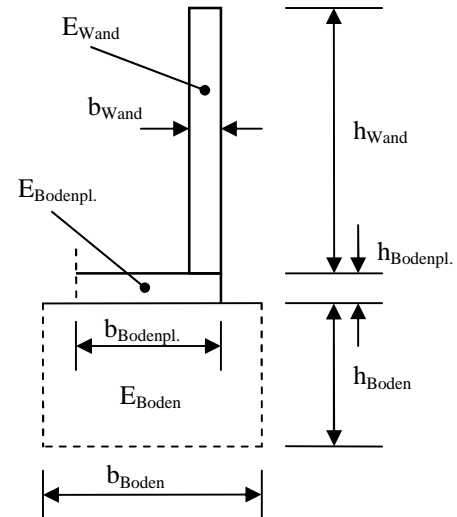 E_Wand
b_Wand
h_Wand
E_Bodenpl.
h_Bodenpl.
b_Bodenpl.
h_Boden
E_Boden
b_Boden